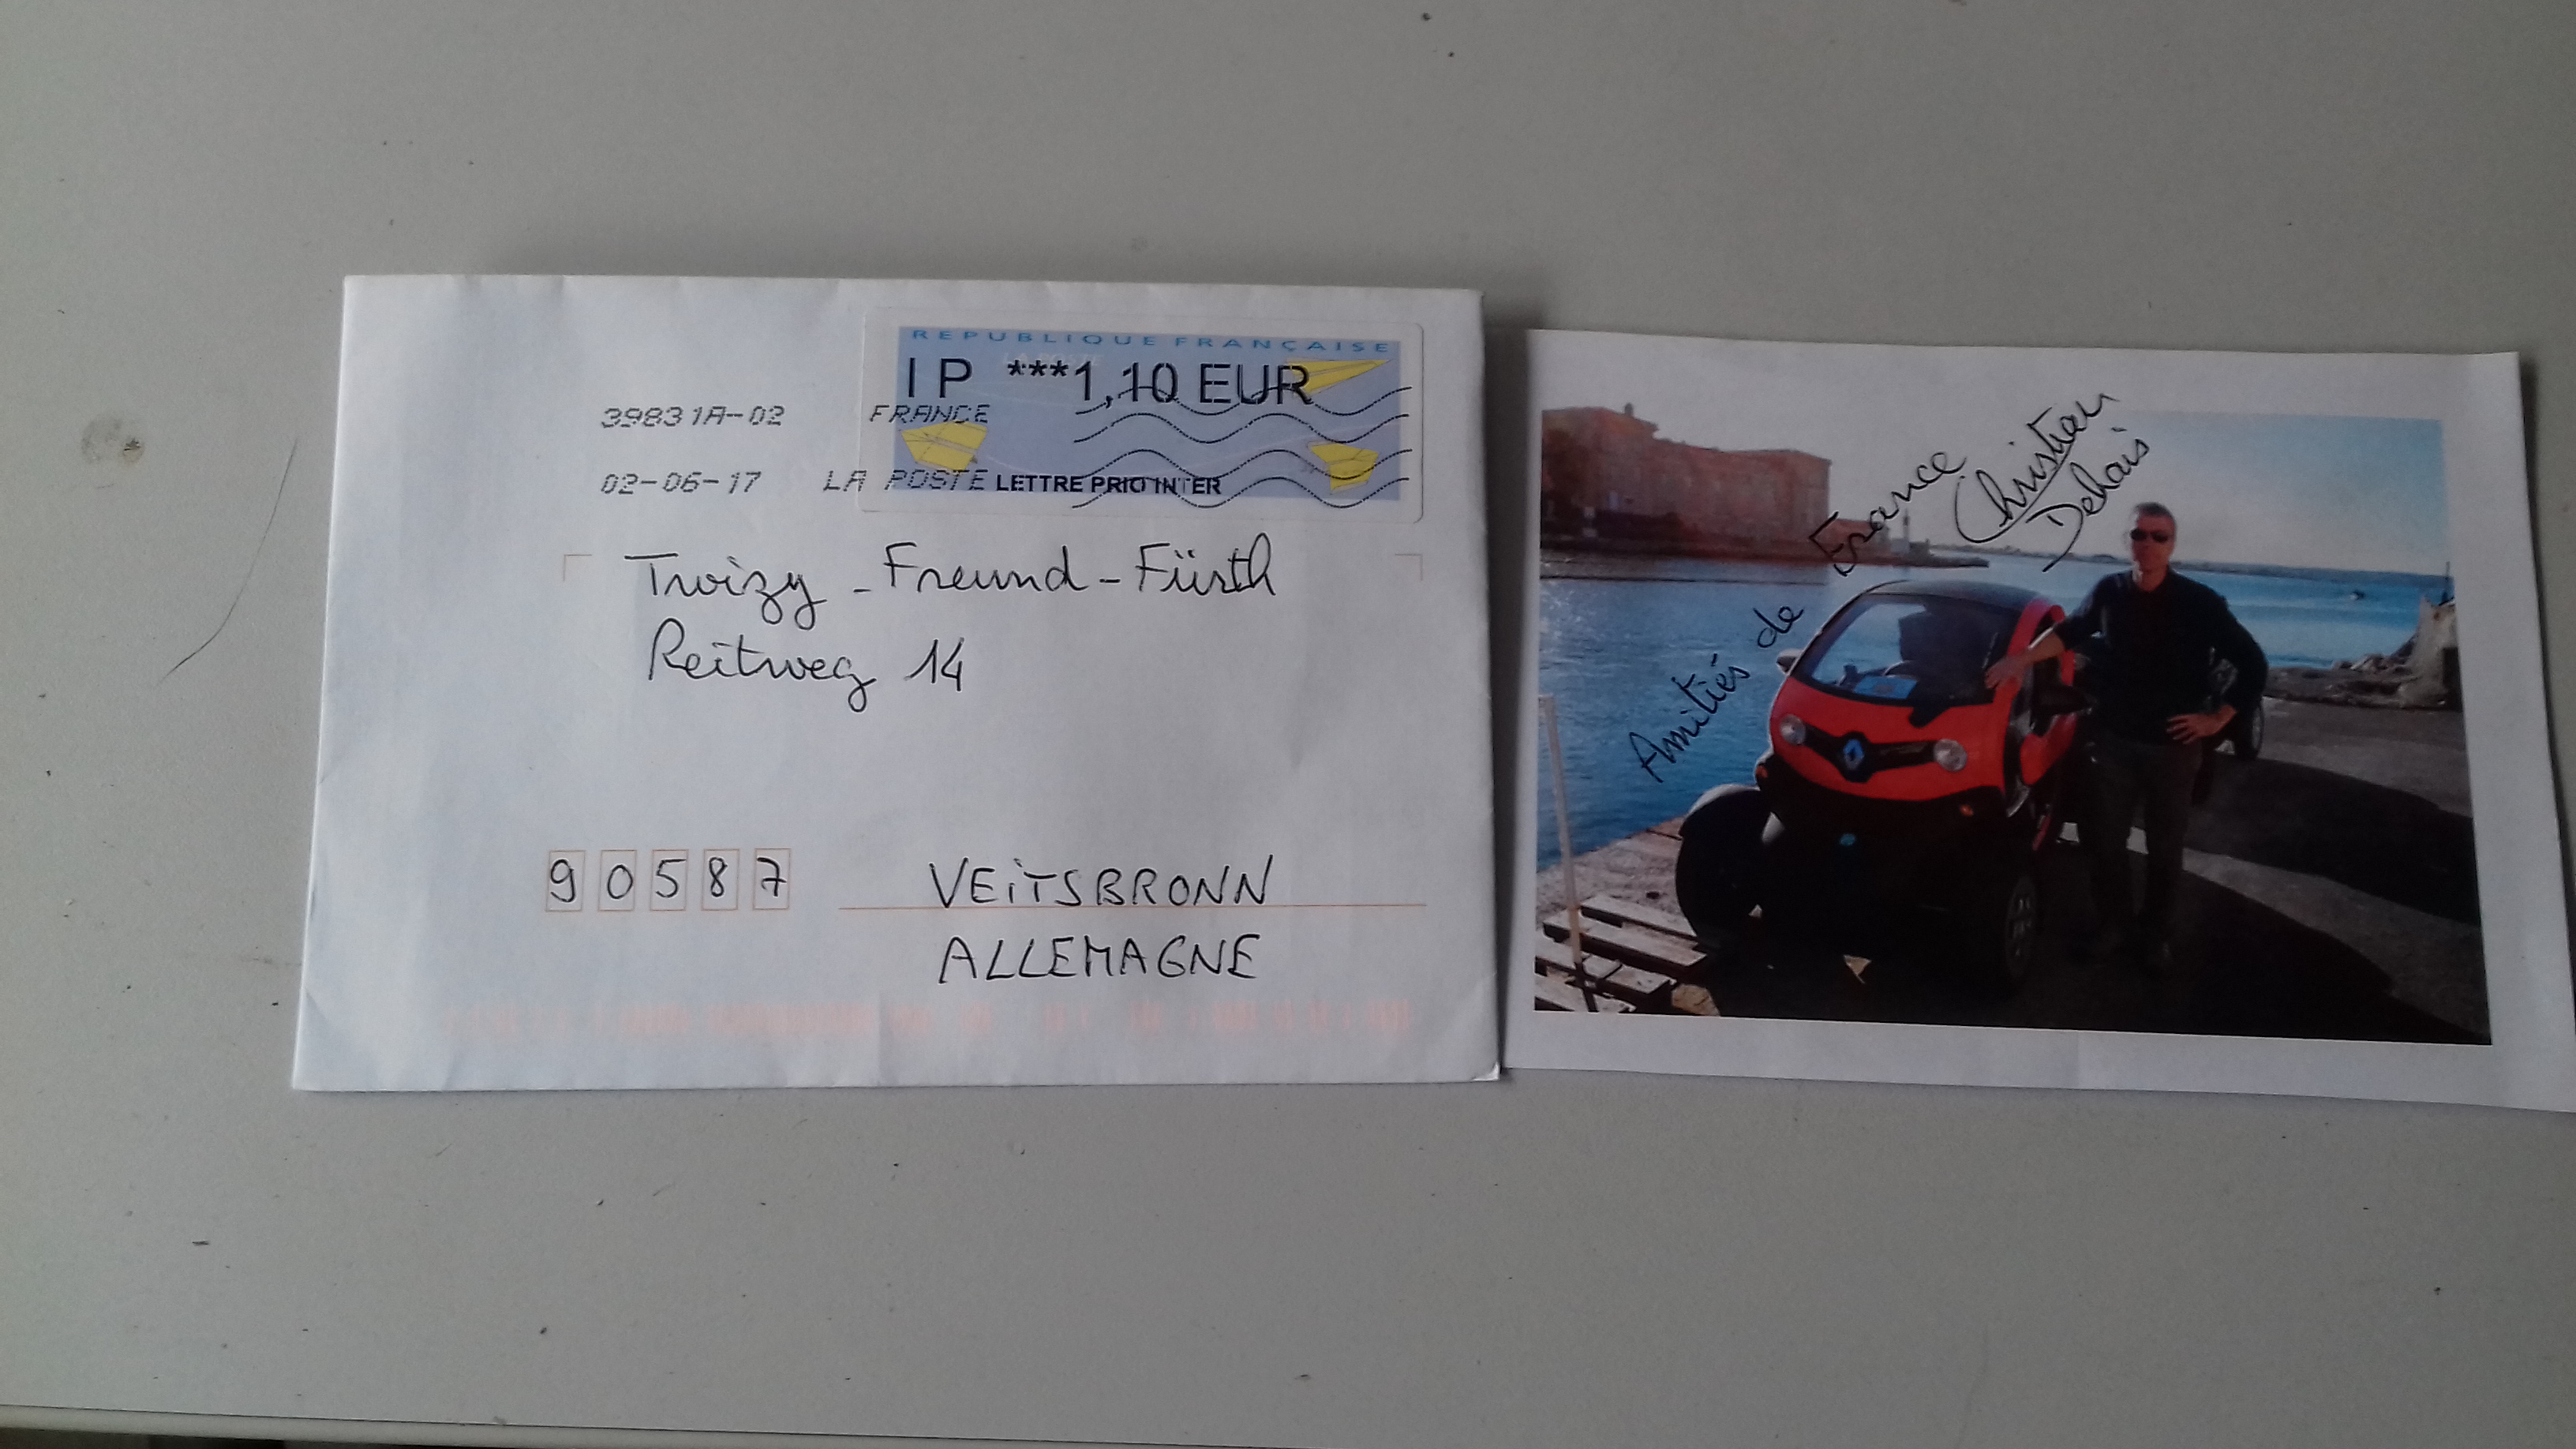 REPUBLIQUE FRANÇAISE
IP ***1,10 EUR
39831A-02 FRANCE
02-06-17 LA POSTE LETTRE PRIO INTER
Twizy - Freund - Fürth
Reitweg 14
90587 VEiTSBRONN
ALLEMAGNE
Amitiés de France
Christian
Dehais